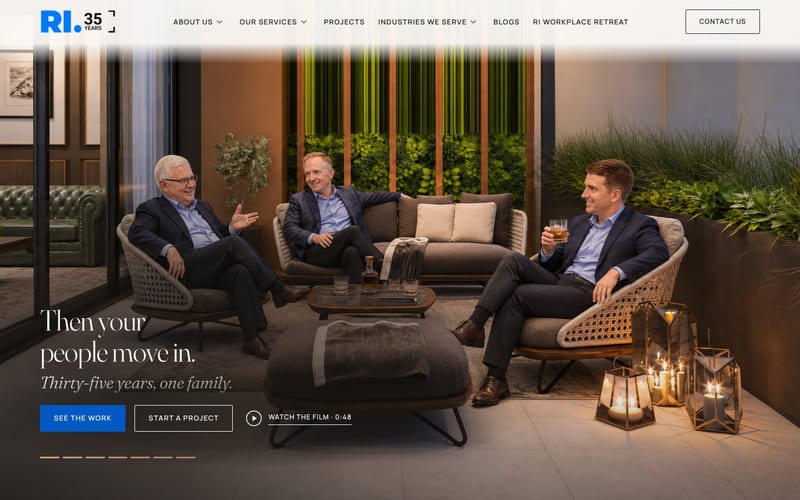 RI. 35 YEARS
ABOUT US
OUR SERVICES
PROJECTS
INDUSTRIES WE SERVE
BLOGS
RI WORKPLACE RETREAT
CONTACT US
Then your
people move in.
Thirty-five years, one family.
SEE THE WORK
START A PROJECT
WATCH THE FILM · 0:48